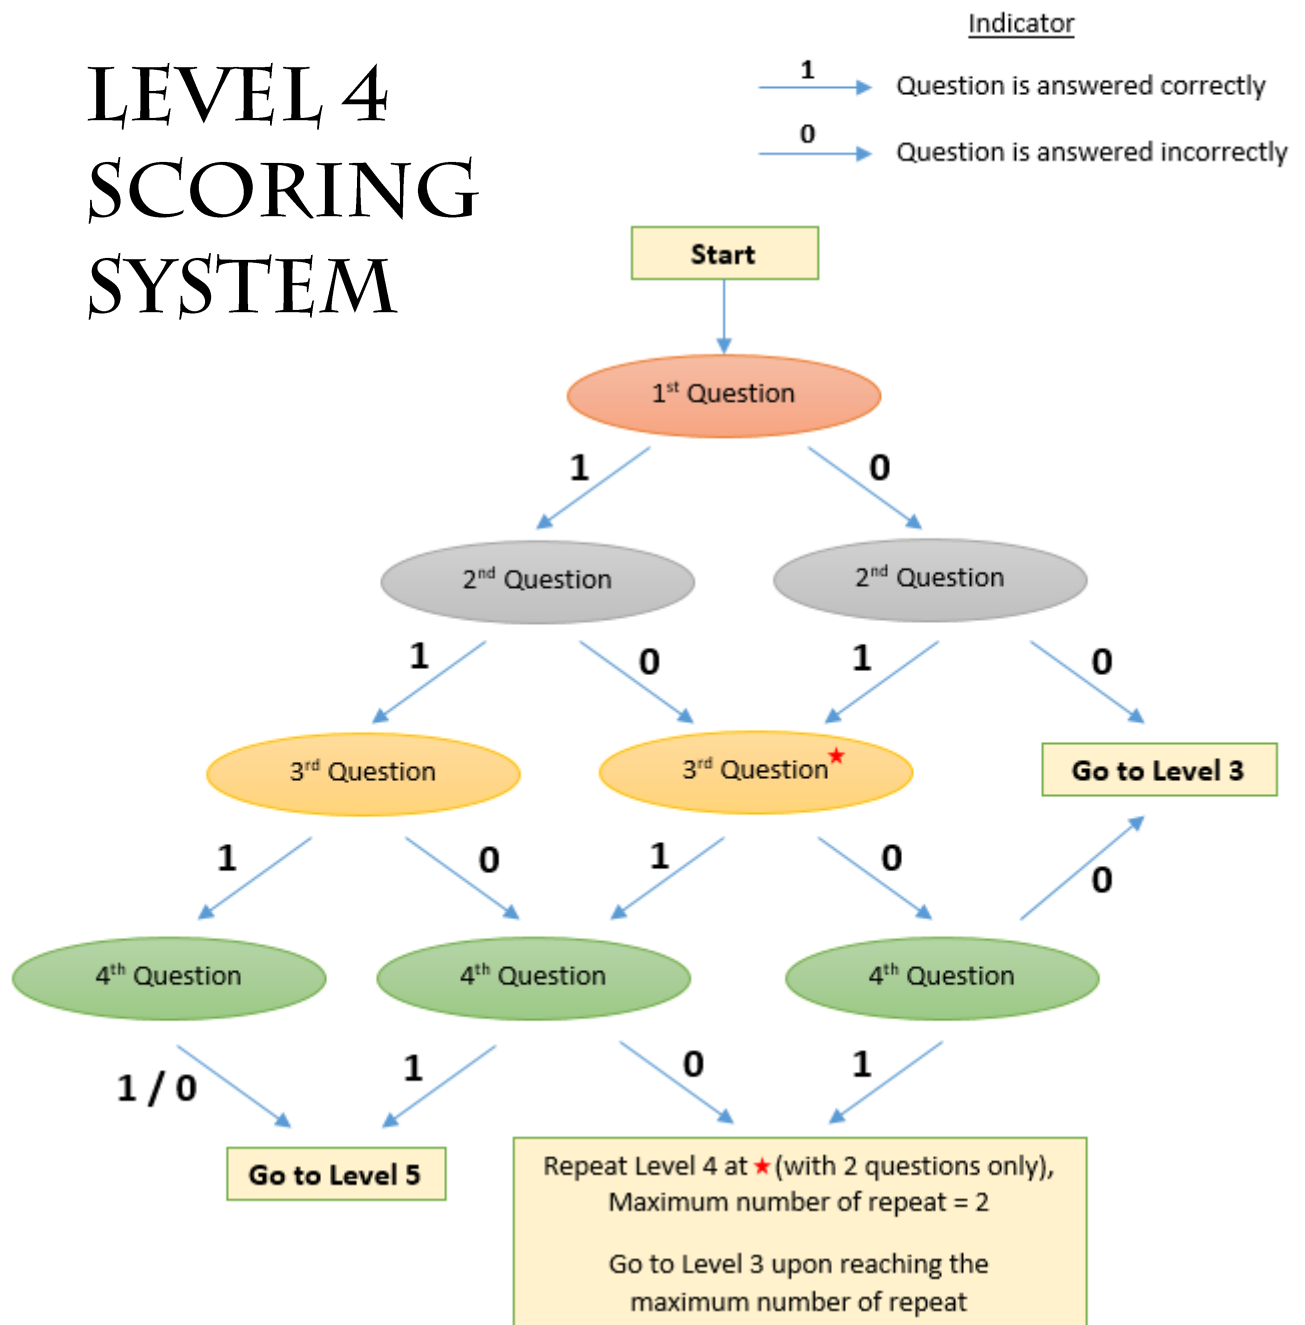 Indicator
LEVEL 4
SCORING
SYSTEM
1
Question is answered correctly
0
Question is answered incorrectly
Start
1st Question
1
0
2nd Question
2nd Question
1
0
1
0
3rd Question
3rd Question★
Go to Level 3
1
0
1
0
0
4th Question
4th Question
4th Question
1 / 0
1
0
1
Go to Level 5
Repeat Level 4 at ★ (with 2 questions only),
Maximum number of repeat = 2
Go to Level 3 upon reaching the
maximum number of repeat